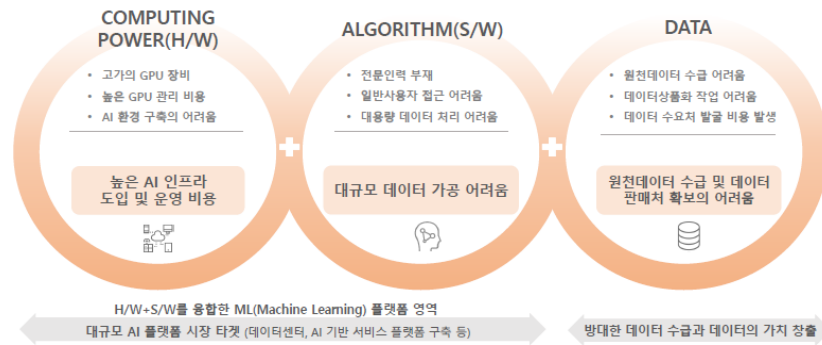 COMPUTING
POWER(H/W)
• 고가의 GPU 장비
• 높은 GPU 관리 비용
• AI 환경 구축의 어려움
높은 AI 인프라
도입 및 운영 비용
ALGORITHM(S/W)
• 전문인력 부재
• 일반사용자 접근 어려움
• 대용량 데이터 처리 어려움
대규모 데이터 가공 어려움
DATA
• 원천데이터 수급 어려움
• 데이터상품화 작업 어려움
• 데이터 수요처 발굴 비용 발생
원천데이터 수급 및 데이터
판매처 확보의 어려움
H/W+S/W를 융합한 ML(Machine Learning) 플랫폼 영역
대규모 AI 플랫폼 시장 타겟 (데이터센터, AI 기반 서비스 플랫폼 구축 등)
방대한 데이터 수급과 데이터의 가치 창출